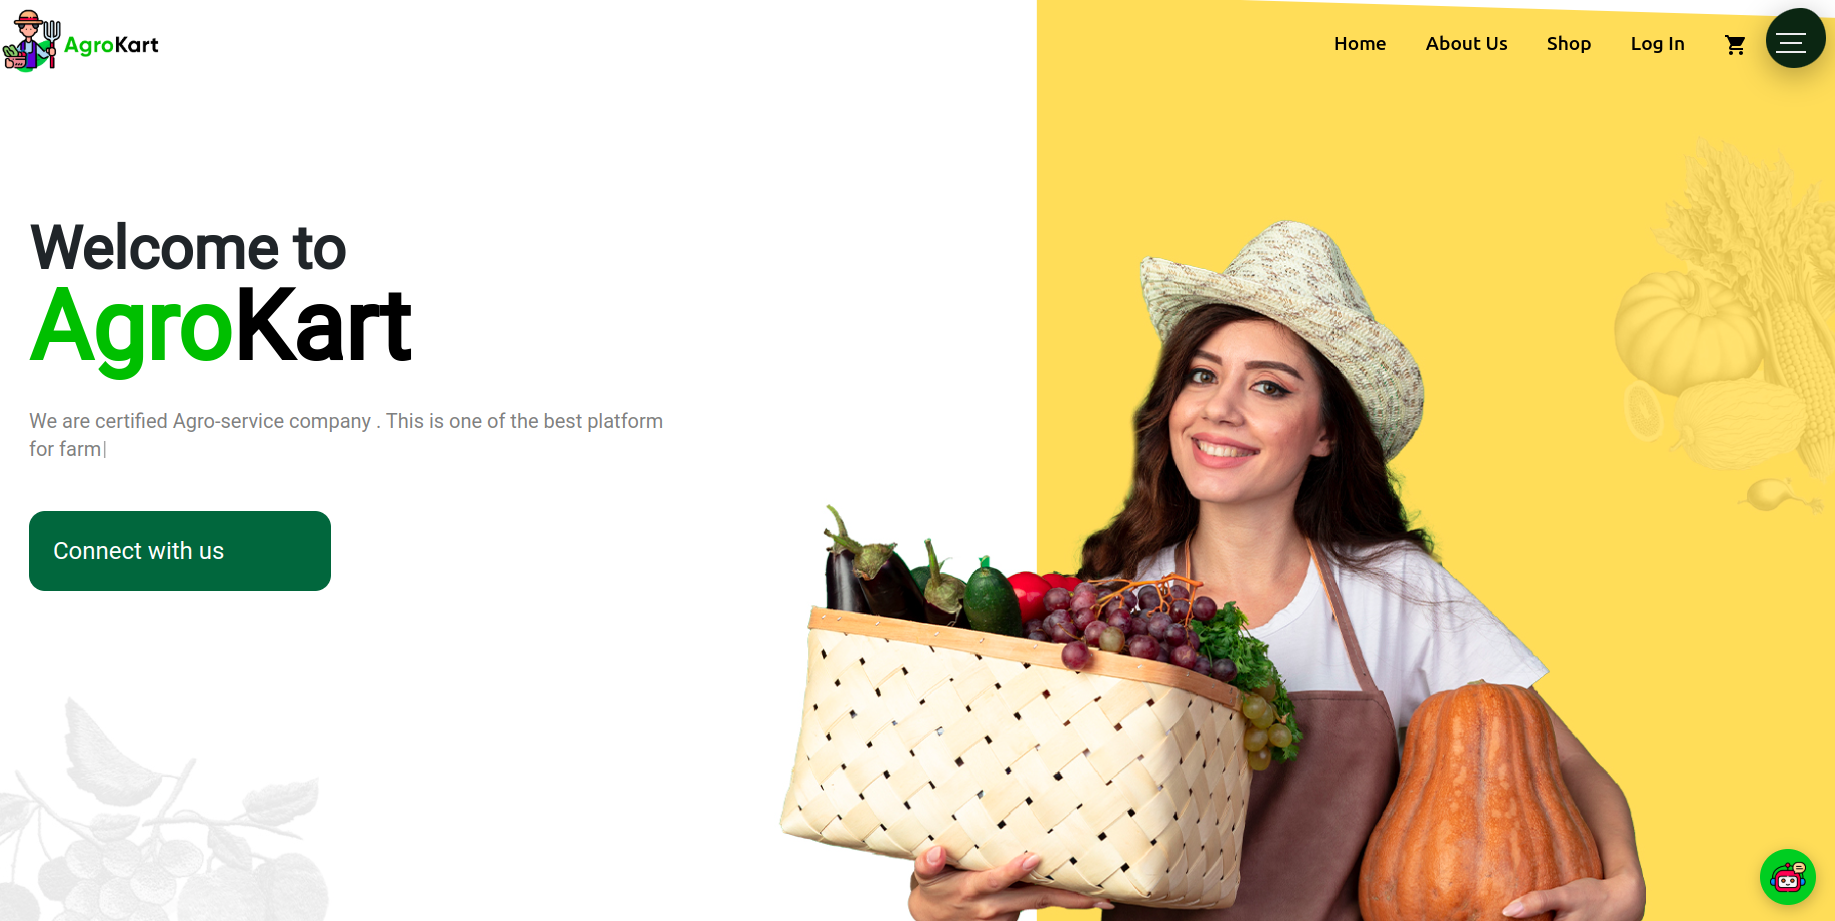 AgroKart
Home About Us Shop Log In
Welcome to
AgroKart
We are certified Agro-service company . This is one of the best platform
for farm|
Connect with us